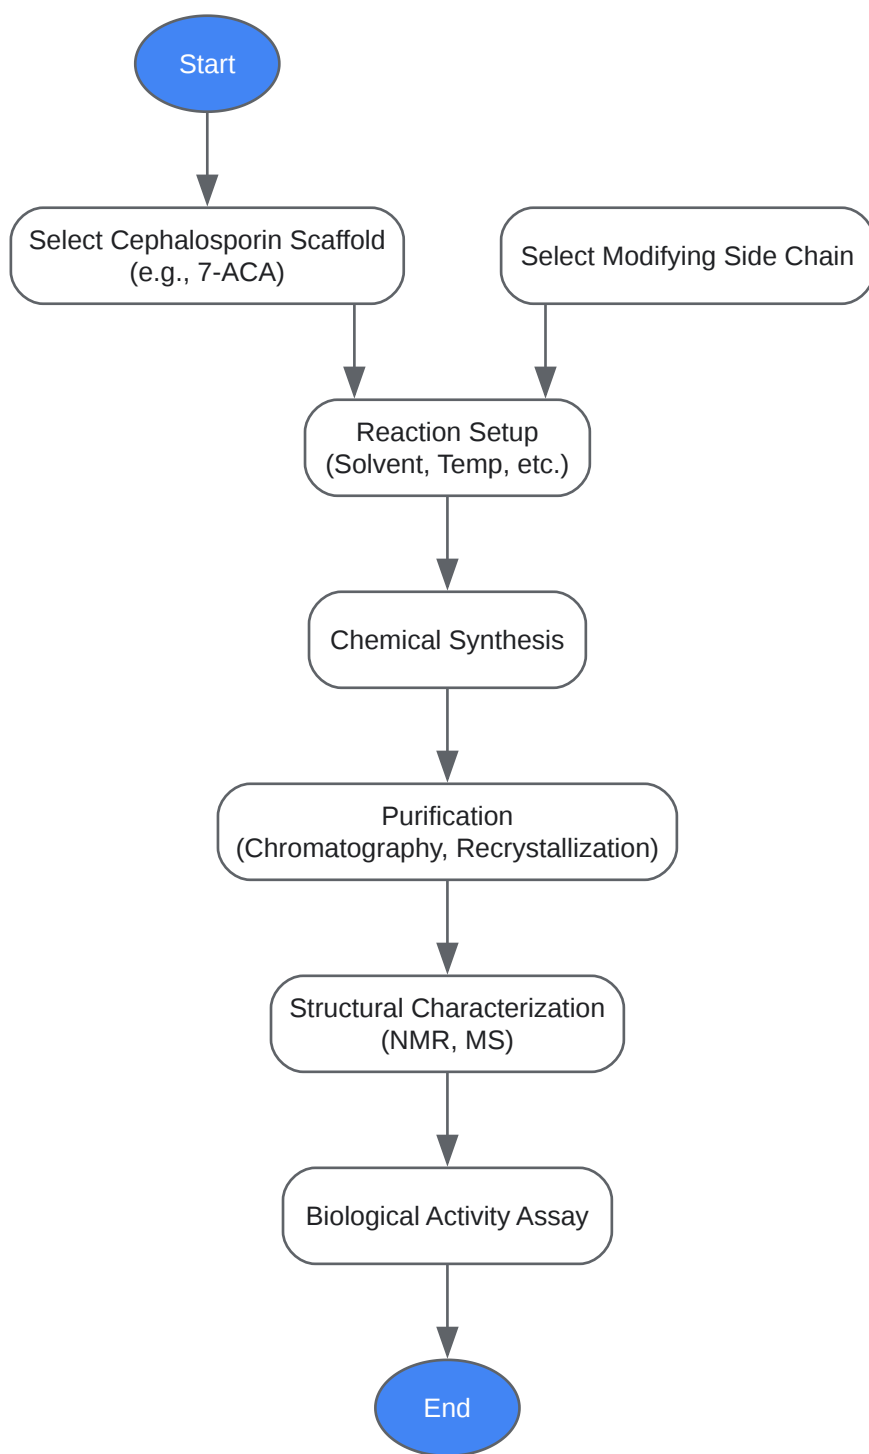 Start
Select Cephalosporin Scaffold
(e.g., 7-ACA)
Select Modifying Side Chain
Reaction Setup
(Solvent, Temp, etc.)
Chemical Synthesis
Purification
(Chromatography, Recrystallization)
Structural Characterization
(NMR, MS)
Biological Activity Assay
End